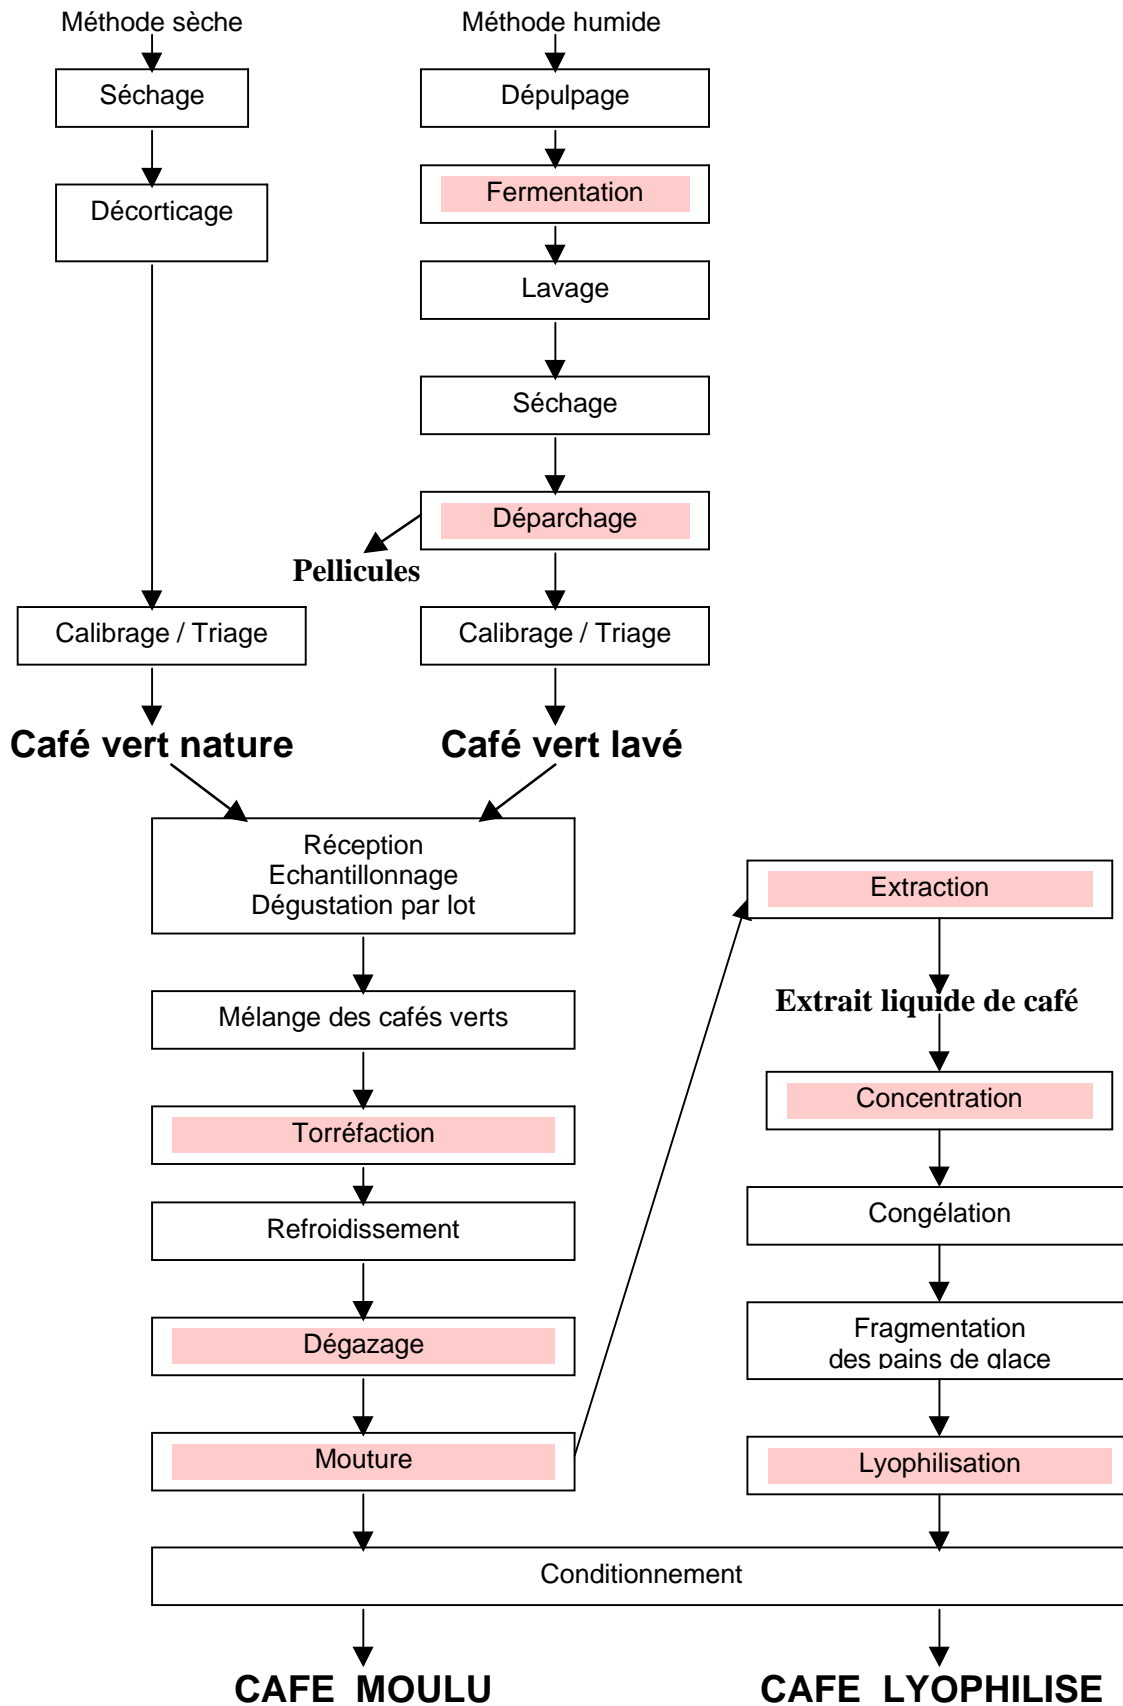 Méthode sèche
Méthode humide
Séchage
Dépulpage
Fermentation
Décorticage
Lavage
Séchage
Déparchage
Pellicules
Calibrage / Triage
Calibrage / Triage
Café vert nature
Café vert lavé
Réception
Echantillonnage
Dégustation par lot
Extraction
Extrait liquide de café
Mélange des cafés verts
Concentration
Torréfaction
Congélation
Refroidissement
Fragmentation
des pains de glace
Dégazage
Mouture
Lyophilisation
Conditionnement
CAFE MOULU
CAFE LYOPHILISE